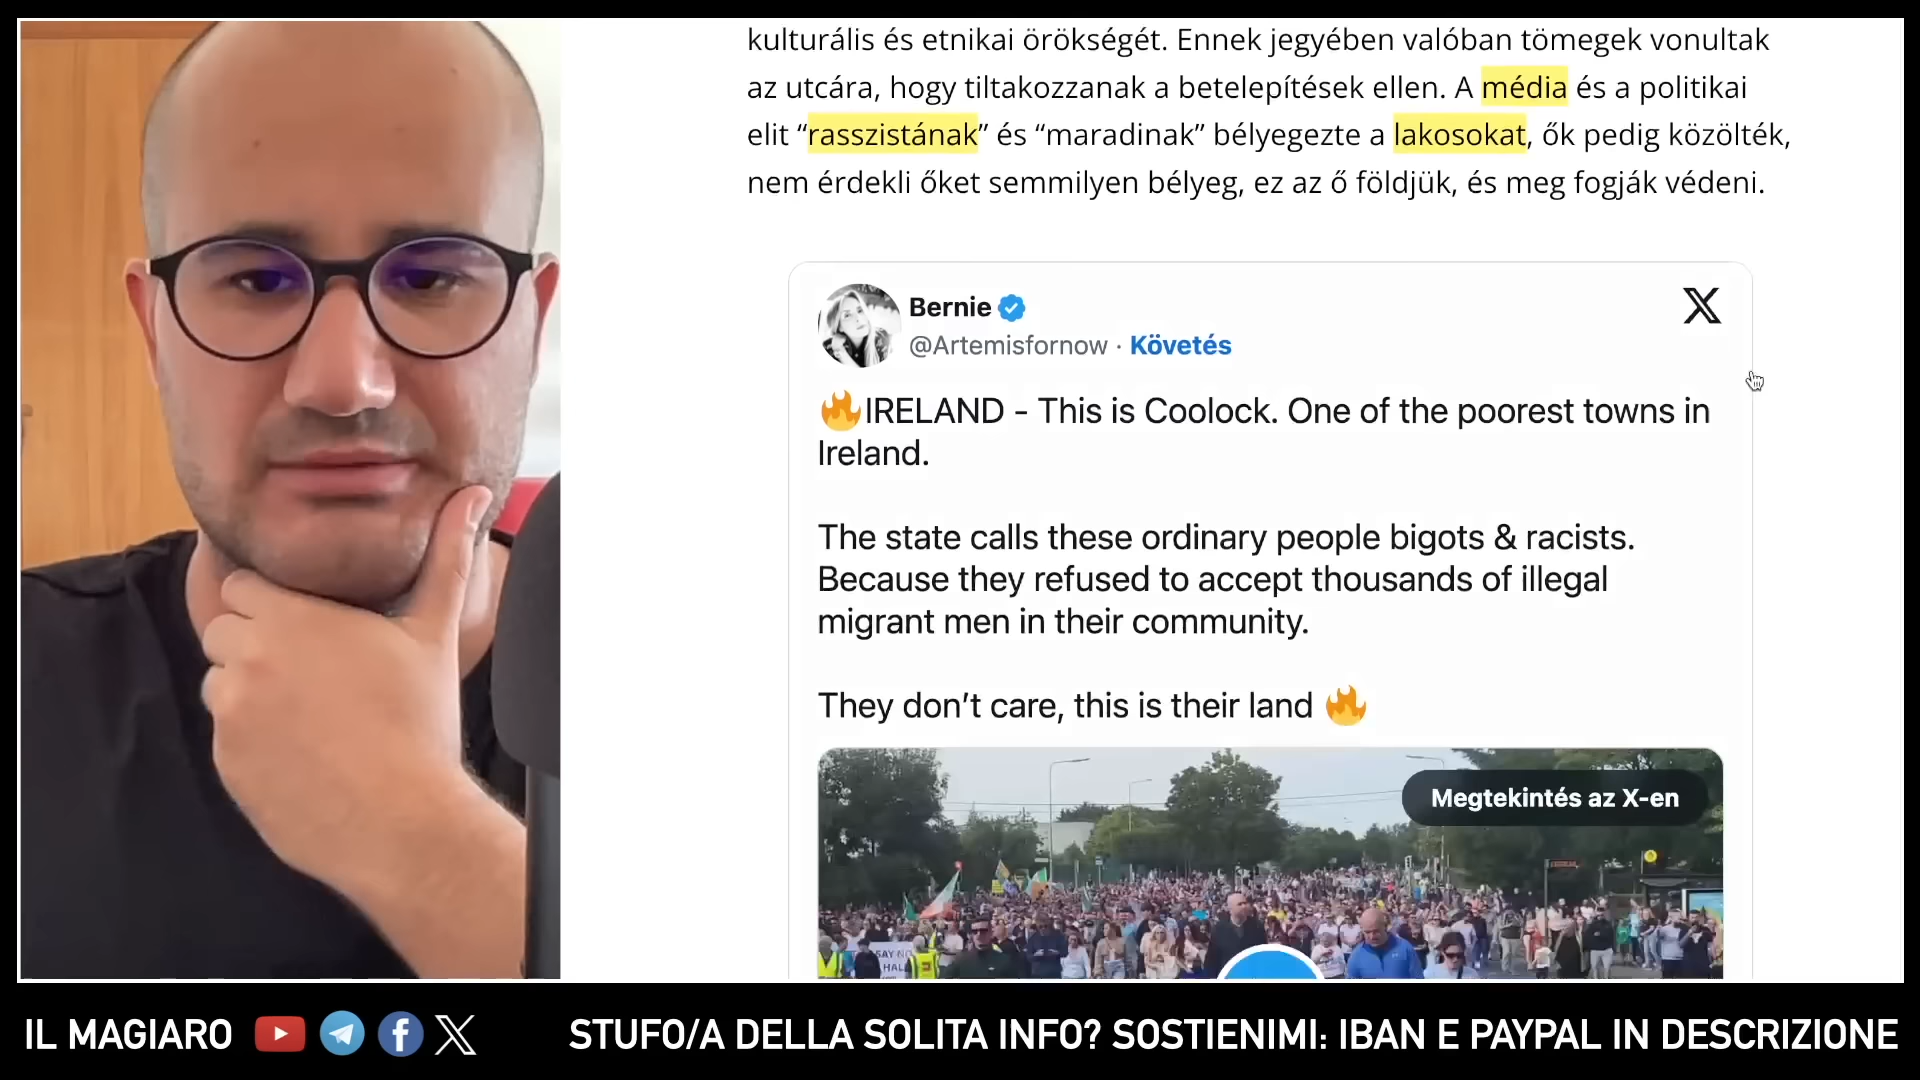 kulturális és etnikai örökségét. Ennek jegyében valóban tömegek vonultak
az utcára, hogy tiltakozzanak a betelepítések ellen. A média és a politikai
elit “rasszistának” és “maradinak” bélyegezte a lakosokat, ők pedig közölték,
nem érdekli őket semmilyen bélyeg, ez az ő földjük, és meg fogják védeni.
Bernie
@Artemisfornow · Követés
🔥IRELAND - This is Coolock. One of the poorest towns in
Ireland.
The state calls these ordinary people bigots & racists.
Because they refused to accept thousands of illegal
migrant men in their community.
They don’t care, this is their land 🔥
Megtekintés az X-en
SAY NO
IL MAGIARO
STUFO/A DELLA SOLITA INFO? SOSTIENIMI: IBAN E PAYPAL IN DESCRIZIONE